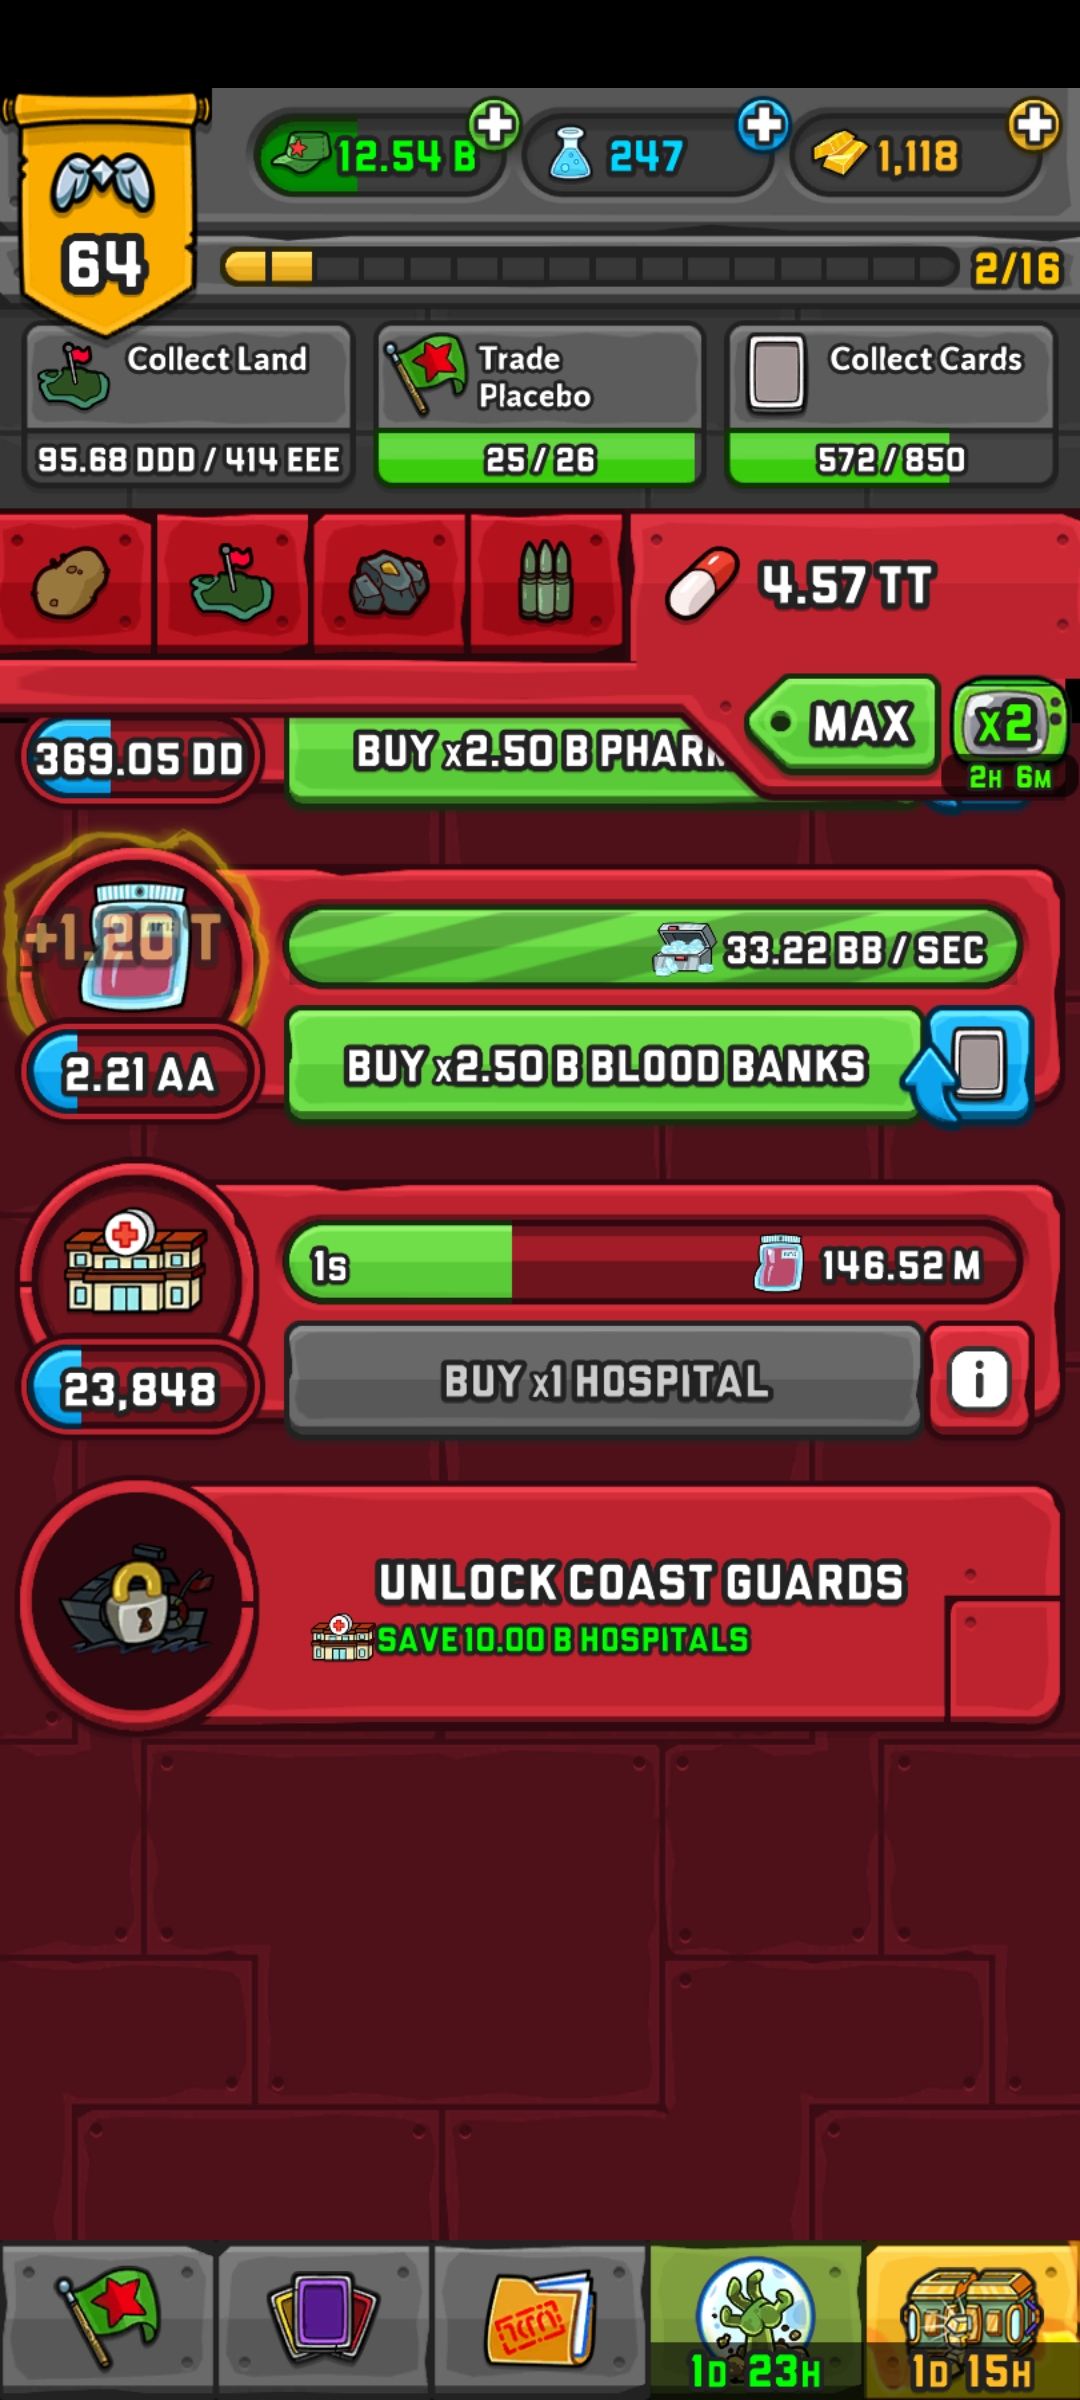 12.54 B
247
1,118
64
2/16
Collect Land
95.68 DDD / 414 EEE
Trade
Placebo
25 / 26
Collect Cards
572 / 850
4.57 TT
MAX
x2
2H 6M
369.05 DD
BUY x2.50 B PHARM
+1.20 T
33.22 BB / SEC
2.21 AA
BUY x2.50 B BLOOD BANKS
1s
146.52 M
23,848
BUY x1 HOSPITAL
i
UNLOCK COAST GUARDS
SAVE 10.00 B HOSPITALS
1D 23H
1D 15H